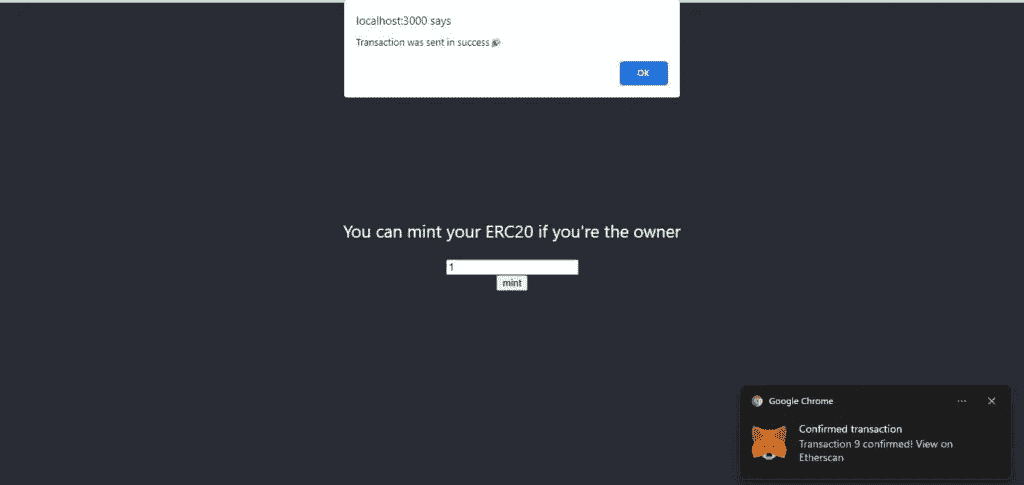 localhost:3000 says
Transaction was sent in success 🎉
OK
You can mint your ERC20 if you're the owner
1
mint
Google Chrome
Confirmed transaction
Transaction 9 confirmed! View on
Etherscan